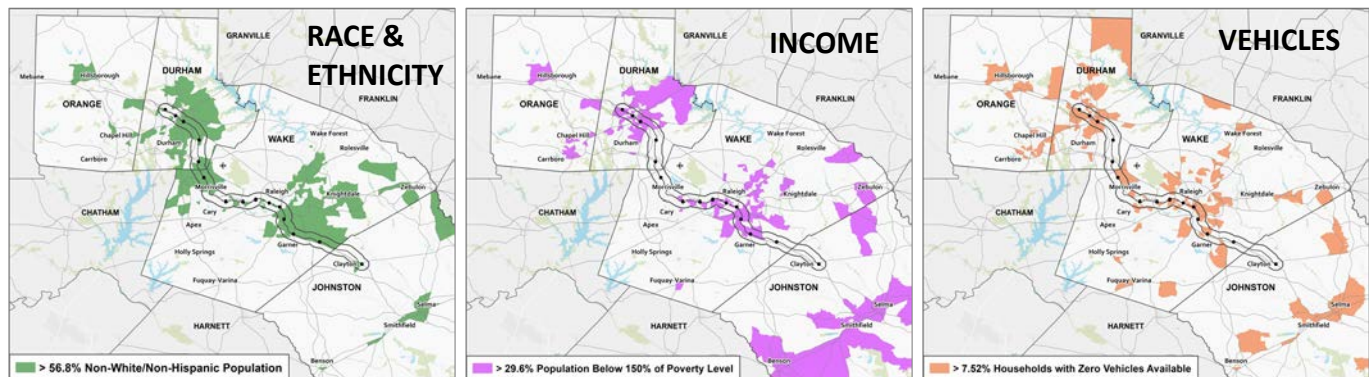 RACE &
ETHNICITY
GRANVILLE
Mebane
Hillsborough
DURHAM
FRANKLIN
ORANGE
Chapel Hill
Durham
WAKE
Wake Forest
Rolesville
Carrboro
Morrisville
Raleigh
Knightdale
Zebulon
CHATHAM
Cary
Apex
Garner
Holly Springs
Clayton
Fuquay-Varina
JOHNSTON
Selma
HARNETT
Smithfield
Benson
> 56.8% Non-White/Non-Hispanic Population
INCOME
GRANVILLE
Mebane
Hillsborough
DURHAM
FRANKLIN
ORANGE
Chapel Hill
Durham
WAKE
Wake Forest
Rolesville
Carrboro
Morrisville
Raleigh
Knightdale
Zebulon
CHATHAM
Cary
Apex
Garner
Holly Springs
Clayton
Fuquay-Varina
JOHNSTON
Selma
HARNETT
Smithfield
Benson
> 29.6% Population Below 150% of Poverty Level
VEHICLES
GRANVILLE
Mebane
Hillsborough
DURHAM
FRANKLIN
ORANGE
Chapel Hill
Durham
WAKE
Wake Forest
Rolesville
Carrboro
Morrisville
Raleigh
Knightdale
Zebulon
CHATHAM
Cary
Apex
Garner
Holly Springs
Clayton
Fuquay-Varina
JOHNSTON
Selma
HARNETT
Smithfield
Benson
> 7.52% Households with Zero Vehicles Available